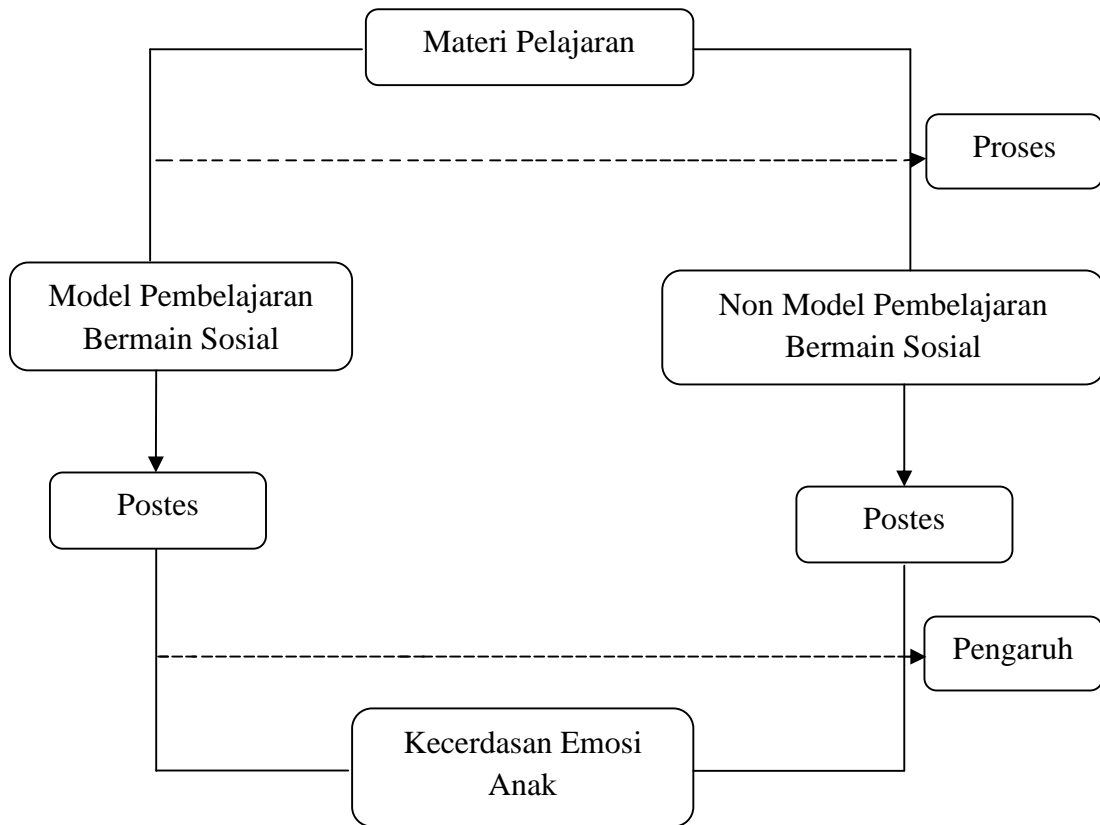 Materi Pelajaran
Proses
Model Pembelajaran
Bermain Sosial
Non Model Pembelajaran
Bermain Sosial
Postes
Postes
Pengaruh
Kecerdasan Emosi
Anak